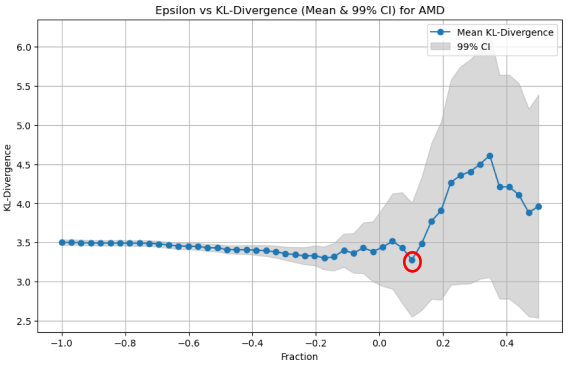 Epsilon vs KL-Divergence (Mean & 99% CI) for AMD
Mean KL-Divergence
99% CI
KL-Divergence
6.0
5.5
5.0
4.5
4.0
3.5
3.0
2.5
−1.0 −0.8 −0.6 −0.4 −0.2 0.0 0.2 0.4
Fraction